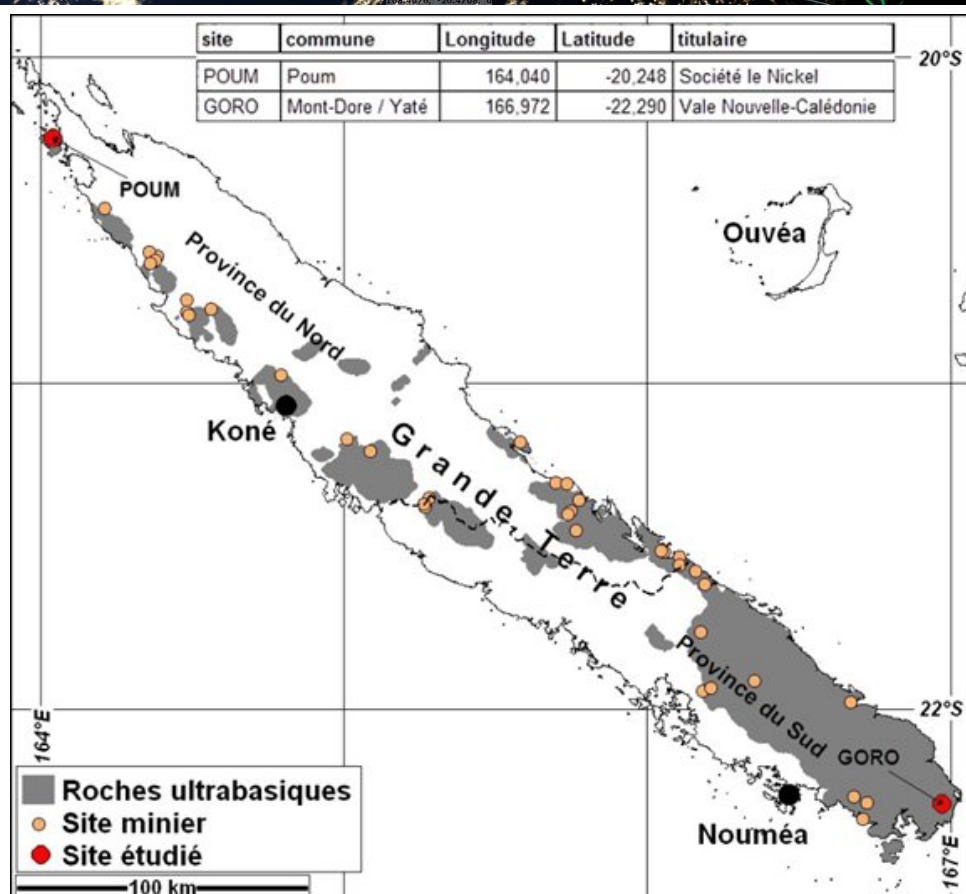 site commune Longitude Latitude titulaire
POUM Poum 164,040 -20,248 Société le Nickel
GORO Mont-Dore / Yaté 166,972 -22,290 Vale Nouvelle-Calédonie
20°S
POUM
Ouvéa
Province du Nord
Koné
Grande Terre
Province du Sud
164°E
22°S
GORO
Nouméa
167°E
Roches ultrabasiques
Site minier
Site étudié
100 km